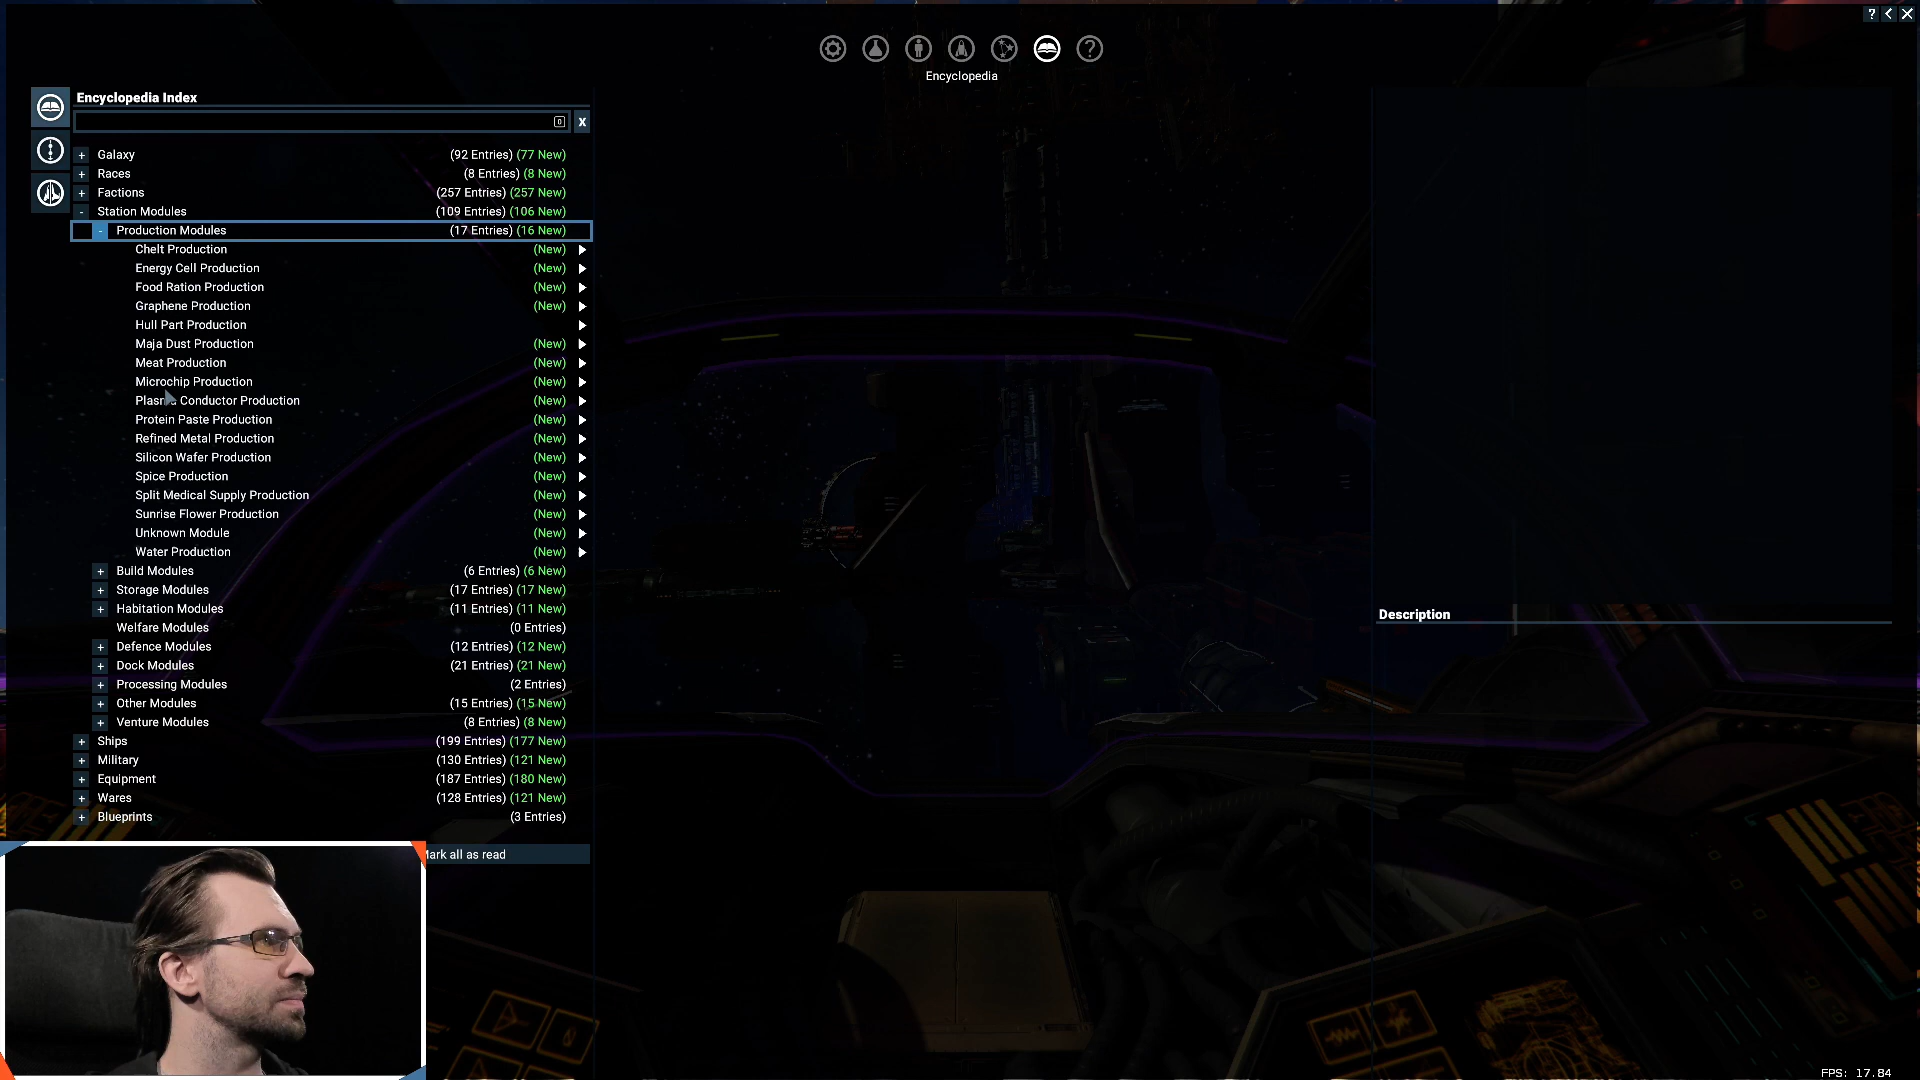 ? < X
Encyclopedia
Encyclopedia Index
0 X
+ Galaxy (92 Entries) (77 New)
+ Races (8 Entries) (8 New)
+ Factions (257 Entries) (257 New)
- Station Modules (109 Entries) (106 New)
- Production Modules (17 Entries) (16 New)
Chelt Production (New)
Energy Cell Production (New)
Food Ration Production (New)
Graphene Production (New)
Hull Part Production
Maja Dust Production (New)
Meat Production (New)
Microchip Production (New)
Plasma Conductor Production (New)
Protein Paste Production (New)
Refined Metal Production (New)
Silicon Wafer Production (New)
Spice Production (New)
Split Medical Supply Production (New)
Sunrise Flower Production (New)
Unknown Module (New)
Water Production (New)
+ Build Modules (6 Entries) (6 New)
+ Storage Modules (17 Entries) (17 New)
+ Habitation Modules (11 Entries) (11 New)
Welfare Modules (0 Entries)
+ Defence Modules (12 Entries) (12 New)
+ Dock Modules (21 Entries) (21 New)
+ Processing Modules (2 Entries)
+ Other Modules (15 Entries) (15 New)
+ Venture Modules (8 Entries) (8 New)
+ Ships (199 Entries) (177 New)
+ Military (130 Entries) (121 New)
+ Equipment (187 Entries) (180 New)
+ Wares (128 Entries) (121 New)
+ Blueprints (3 Entries)
Mark all as read
Description
FPS: 17.84